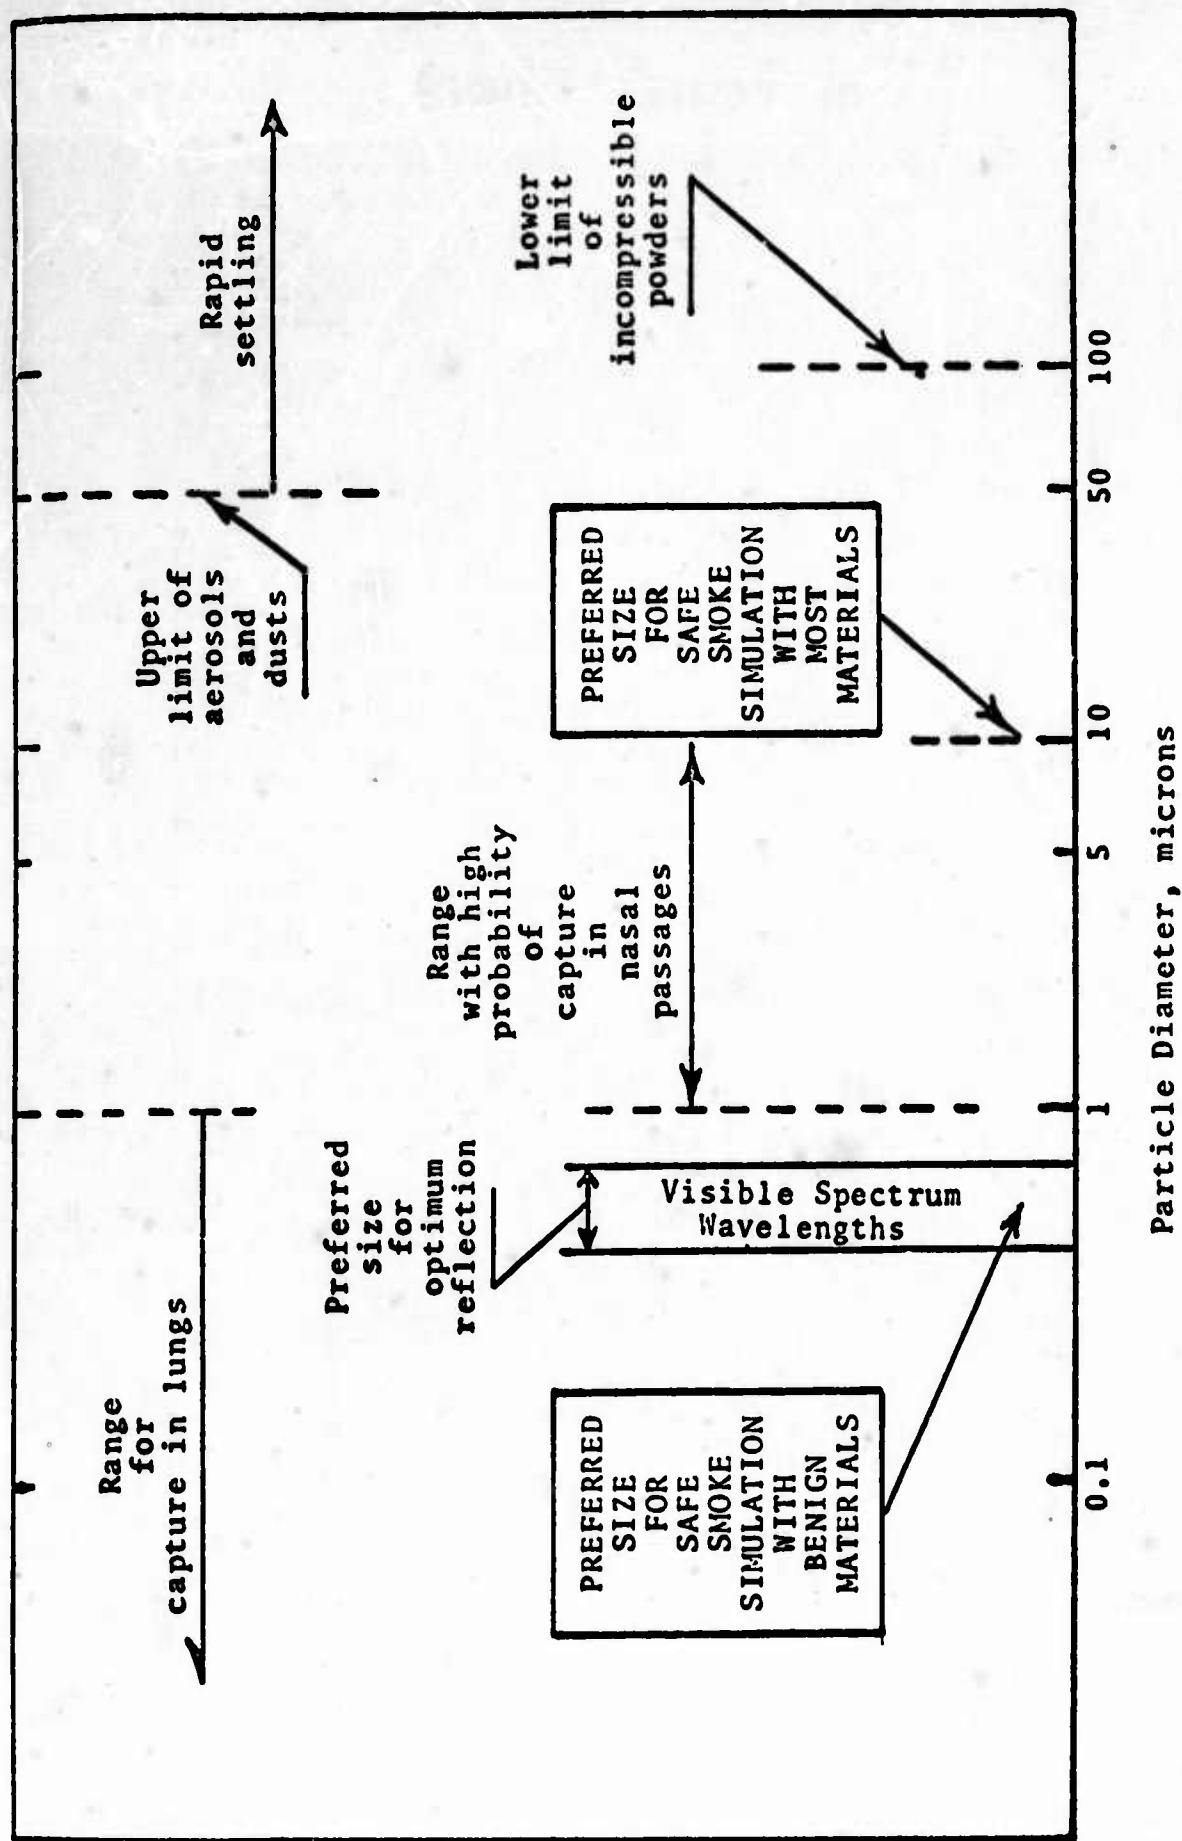 Range
for
capture in lungs
Upper
limit of
aerosols
and
dusts
Rapid
settling
Preferred
size
for
optimum
reflection
Range
with high
probability
of
capture
in
nasal
passages
Lower
limit
of
incompressible
powders
PREFERRED
SIZE
FOR
SAFE
SMOKE
SIMULATION
WITH
BENIGN
MATERIALS
Visible Spectrum
Wavelengths
PREFERRED
SIZE
FOR
SAFE
SMOKE
SIMULATION
WITH
MOST
MATERIALS
0.1
1
5
10
50
100
Particle Diameter, microns